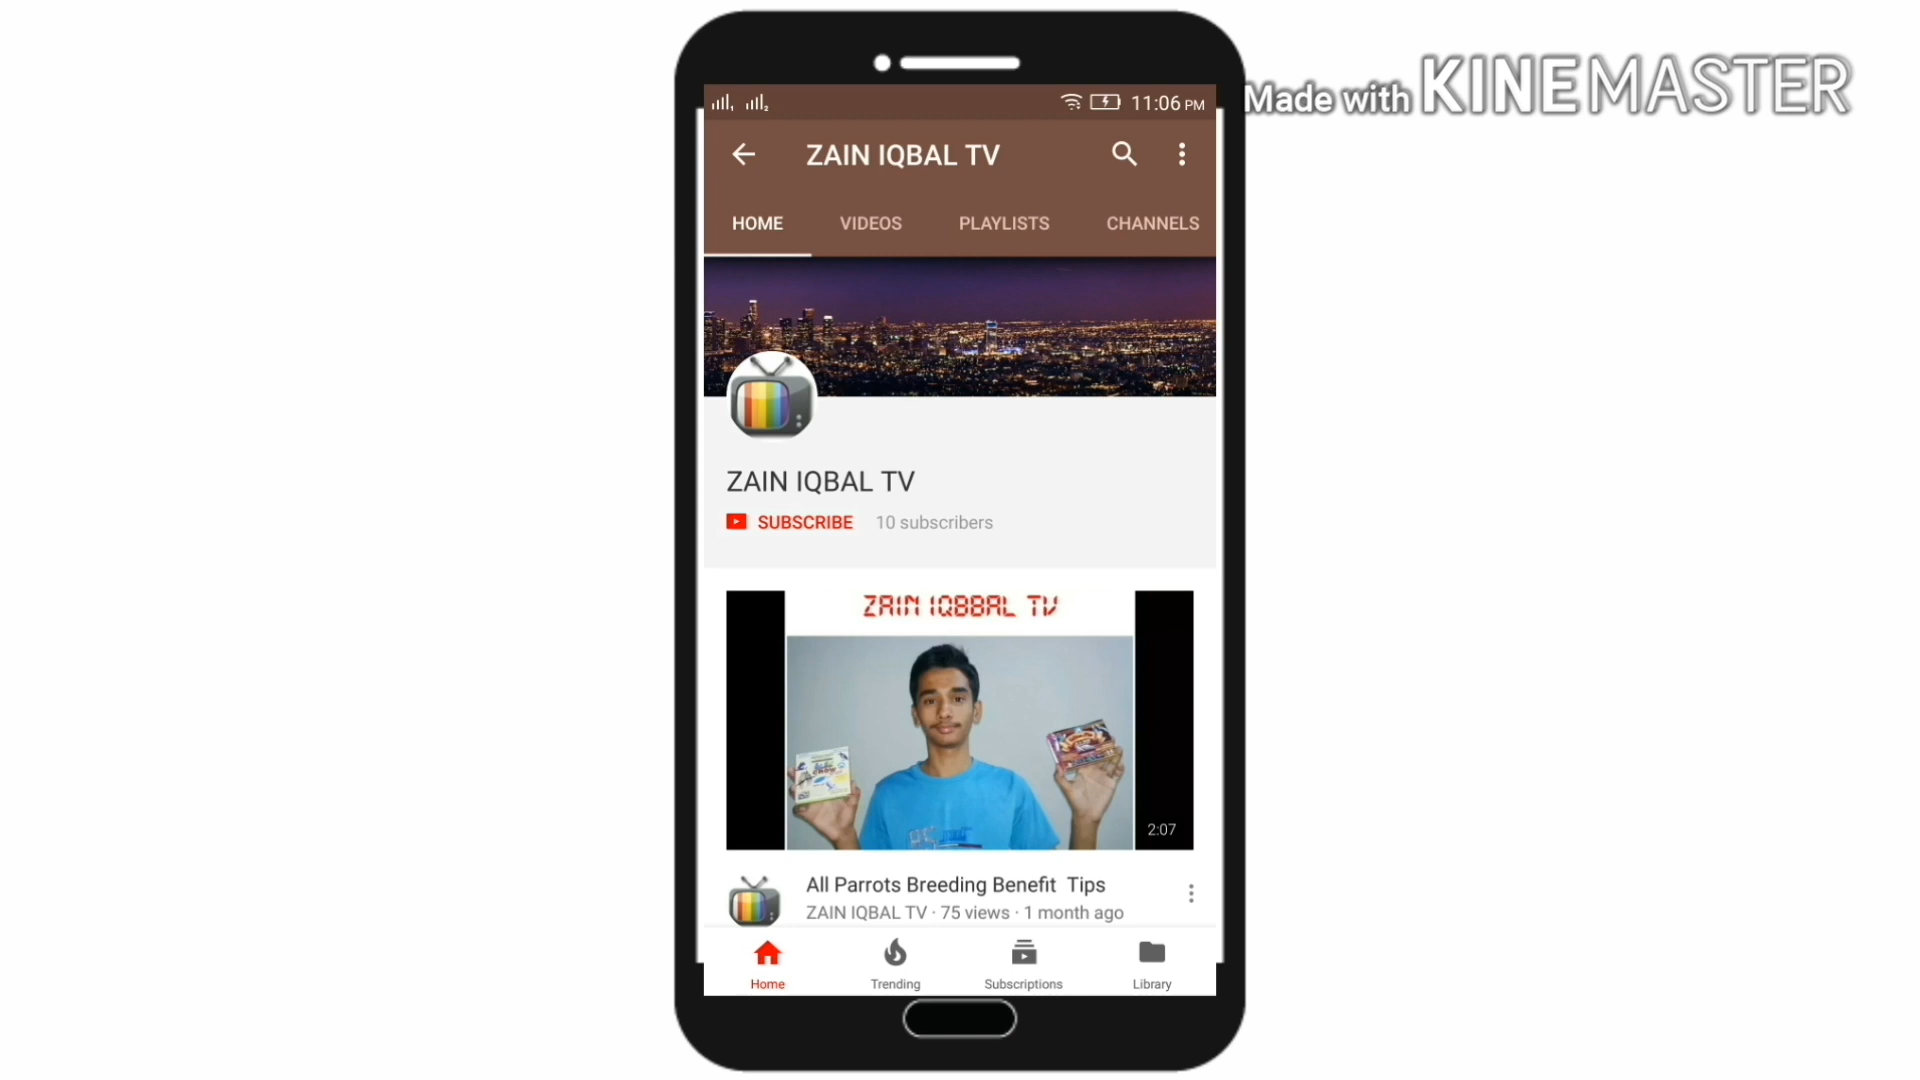 Made with KINEMASTER
11:06 PM
ZAIN IQBAL TV
HOME VIDEOS PLAYLISTS CHANNELS
ZAIN IQBAL TV
SUBSCRIBE 10 subscribers
ZAIN IQBBAL TV
2:07
All Parrots Breeding Benefit Tips
ZAIN IQBAL TV · 75 views · 1 month ago
Home Trending Subscriptions Library